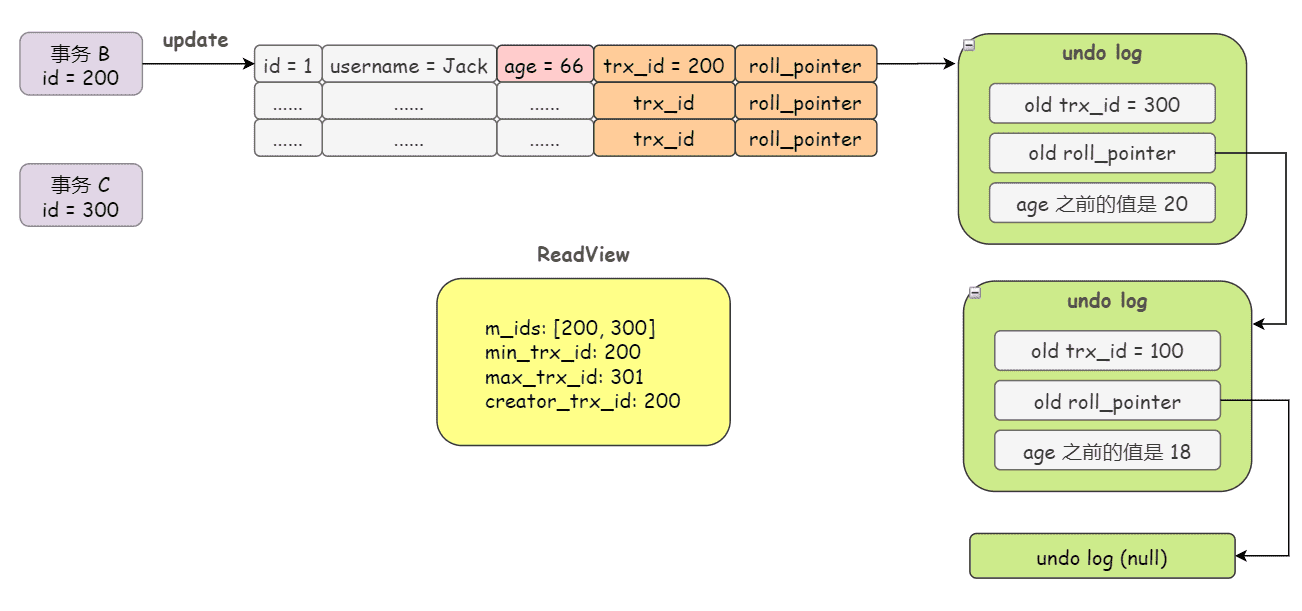 事务 B
id = 200
update
id = 1 username = Jack age = 66 trx_id = 200 roll_pointer
...... ...... ...... trx_id roll_pointer
...... ...... ...... trx_id roll_pointer
事务 C
id = 300
undo log
old trx_id = 300
old roll_pointer
age 之前的值是 20
ReadView
m_ids: [200, 300]
min_trx_id: 200
max_trx_id: 301
creator_trx_id: 200
undo log
old trx_id = 100
old roll_pointer
age 之前的值是 18
undo log (null)